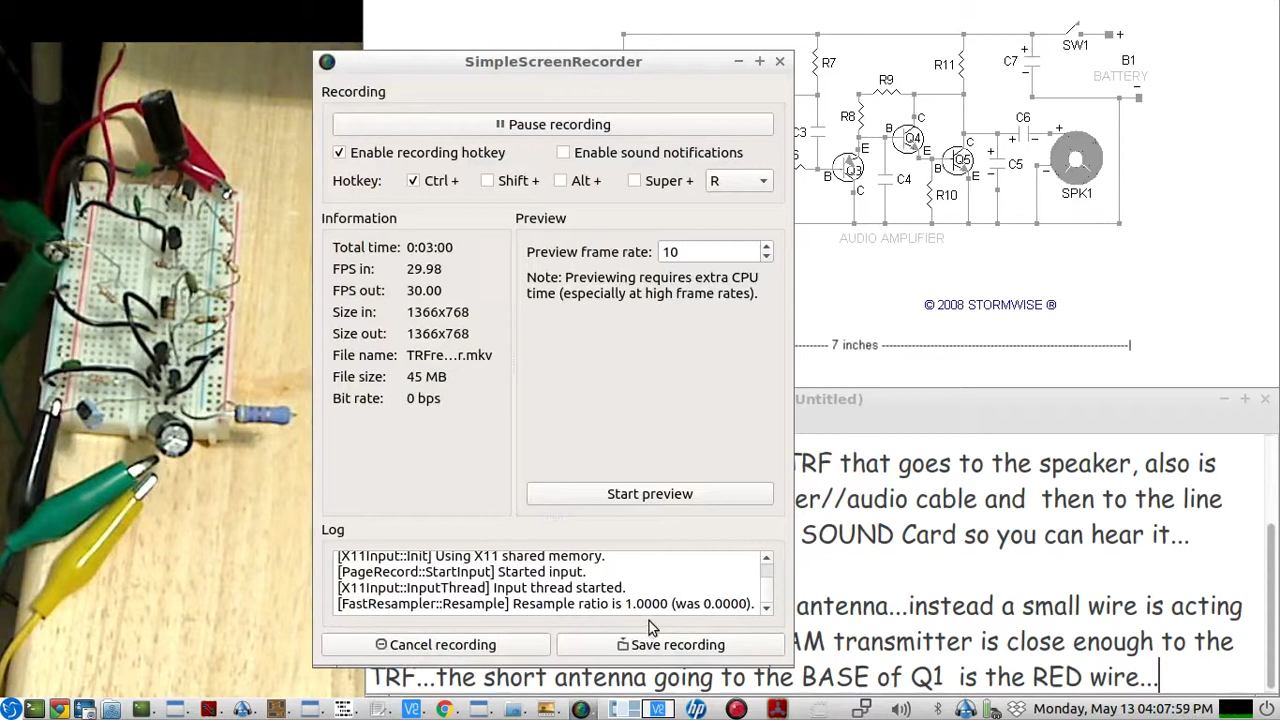 SimpleScreenRecorder
Recording
Pause recording
Enable recording hotkey
Enable sound notifications
Hotkey: Ctrl + Shift + Alt + Super + R
Information
Total time: 0:03:00
FPS in: 29.98
FPS out: 30.00
Size in: 1366x768
Size out: 1366x768
File name: TRFre...r.mkv
File size: 45 MB
Bit rate: 0 bps
Preview
Preview frame rate: 10
Note: Previewing requires extra CPU
time (especially at high frame rates).
Start preview
Log
[X11Input::Init] Using X11 shared memory.
[PageRecord::StartInput] Started input.
[X11Input::InputThread] Input thread started.
[FastResampler::Resample] Resample ratio is 1.0000 (was 0.0000).
Cancel recording
Save recording
SW1
+
R7
R11
+
C7
−
B1
BATTERY
−
R9
R8
C
C6
C3
E
B
Q4
+
+
E
C
Q5
B
+
C5
−
B
Q3
C
C4
R10
E
−
SPK1
AUDIO AMPLIFIER
© 2008 STORMWISE ®
7 inches
Untitled)
TRF that goes to the speaker, also is
er//audio cable and then to the line
SOUND Card so you can hear it...
antenna...instead a small wire is acting
AM transmitter is close enough to the
TRF...the short antenna going to the BASE of Q1 is the RED wire...
Monday, May 13 04:07:59 PM